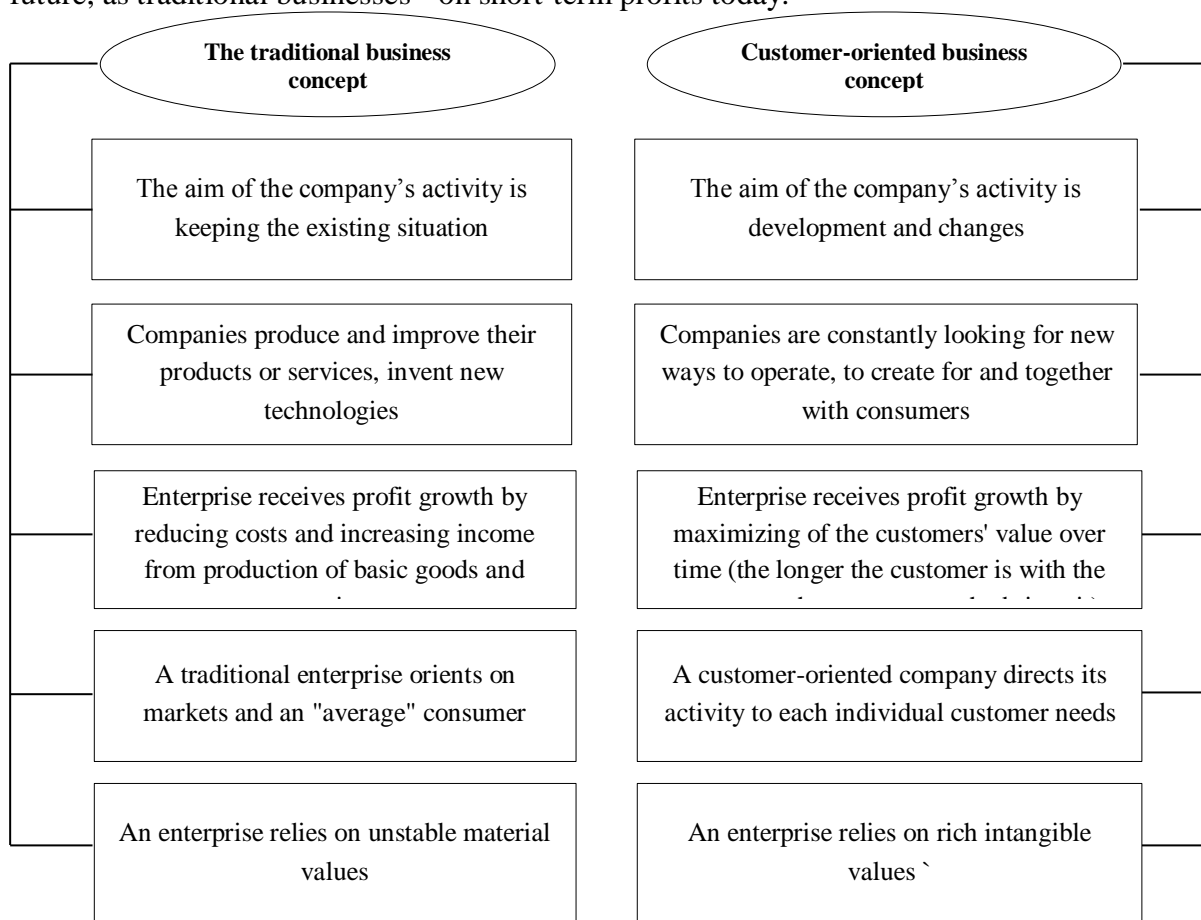 future, as traditional businesses - on short-term profits today.
The traditional business
concept
Customer-oriented business
concept
The aim of the company's activity is
keeping the existing situation
The aim of the company's activity is
development and changes
Companies produce and improve their
products or services, invent new
technologies
Companies are constantly looking for new
ways to operate, to create for and together
with consumers
Enterprise receives profit growth by
reducing costs and increasing income
from production of basic goods and
Enterprise receives profit growth by
maximizing of the customers' value over
time (the longer the customer is with the
A traditional enterprise orients on
markets and an "average" consumer
A customer-oriented company directs its
activity to each individual customer needs
An enterprise relies on unstable material
values
An enterprise relies on rich intangible
values `